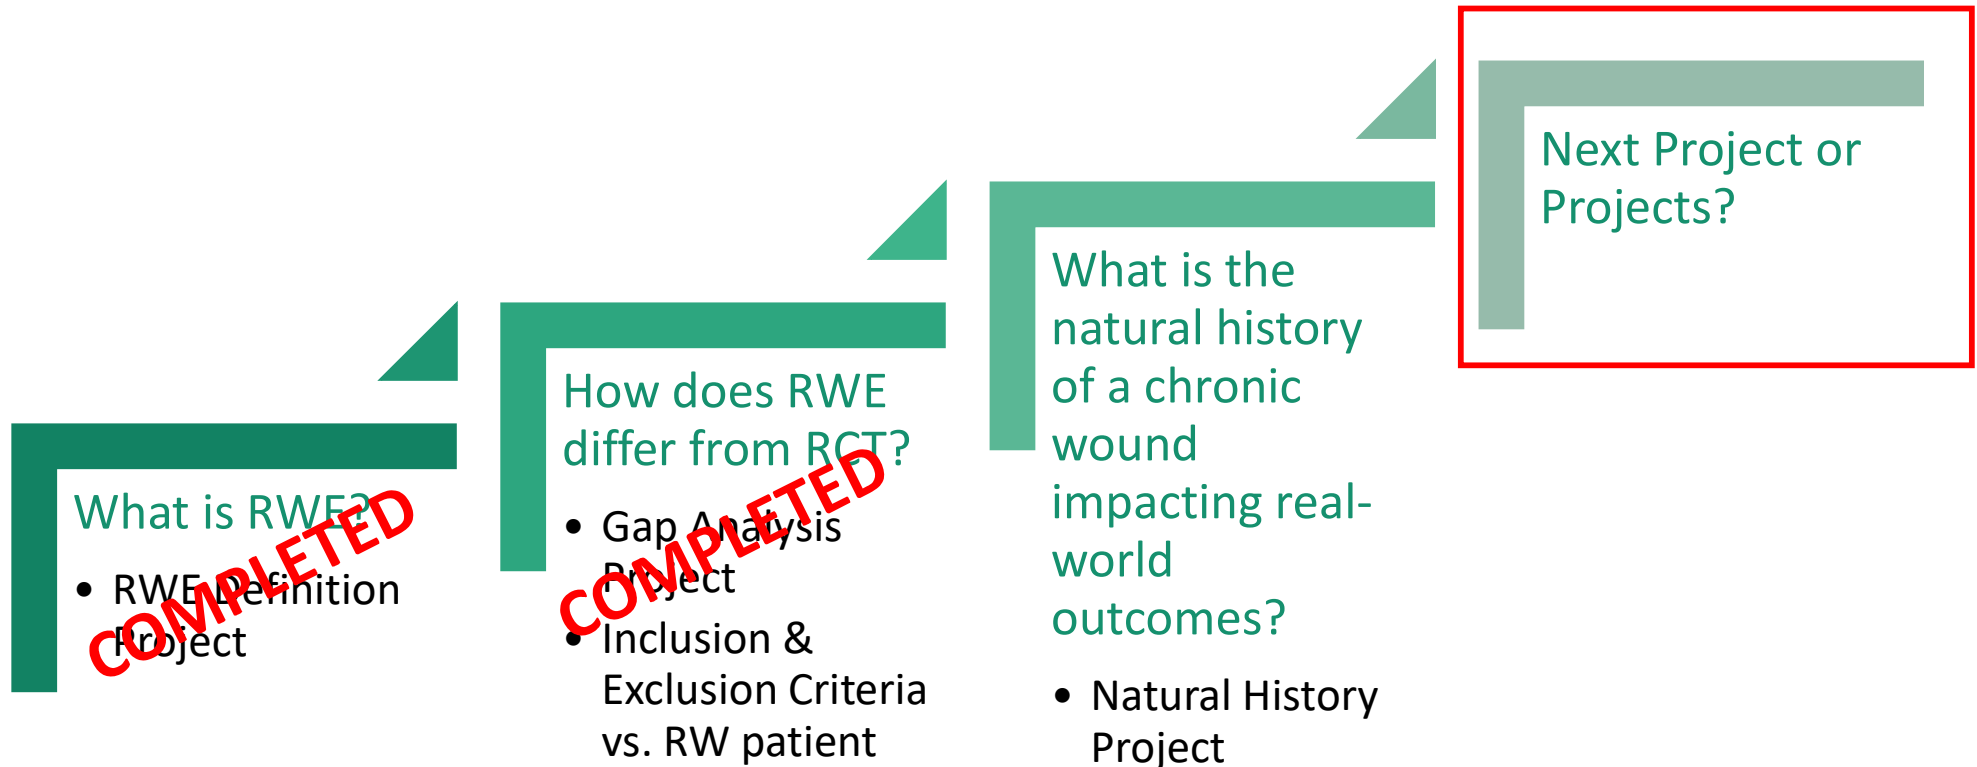 What is RWE?
• RWE Definition
Project
COMPLETED
How does RWE
differ from RCT?
• Gap Analysis
Project
• Inclusion &
Exclusion Criteria
vs. RW patient
COMPLETED
What is the
natural history
of a chronic
wound
impacting real-
world
outcomes?
• Natural History
Project
Next Project or
Projects?